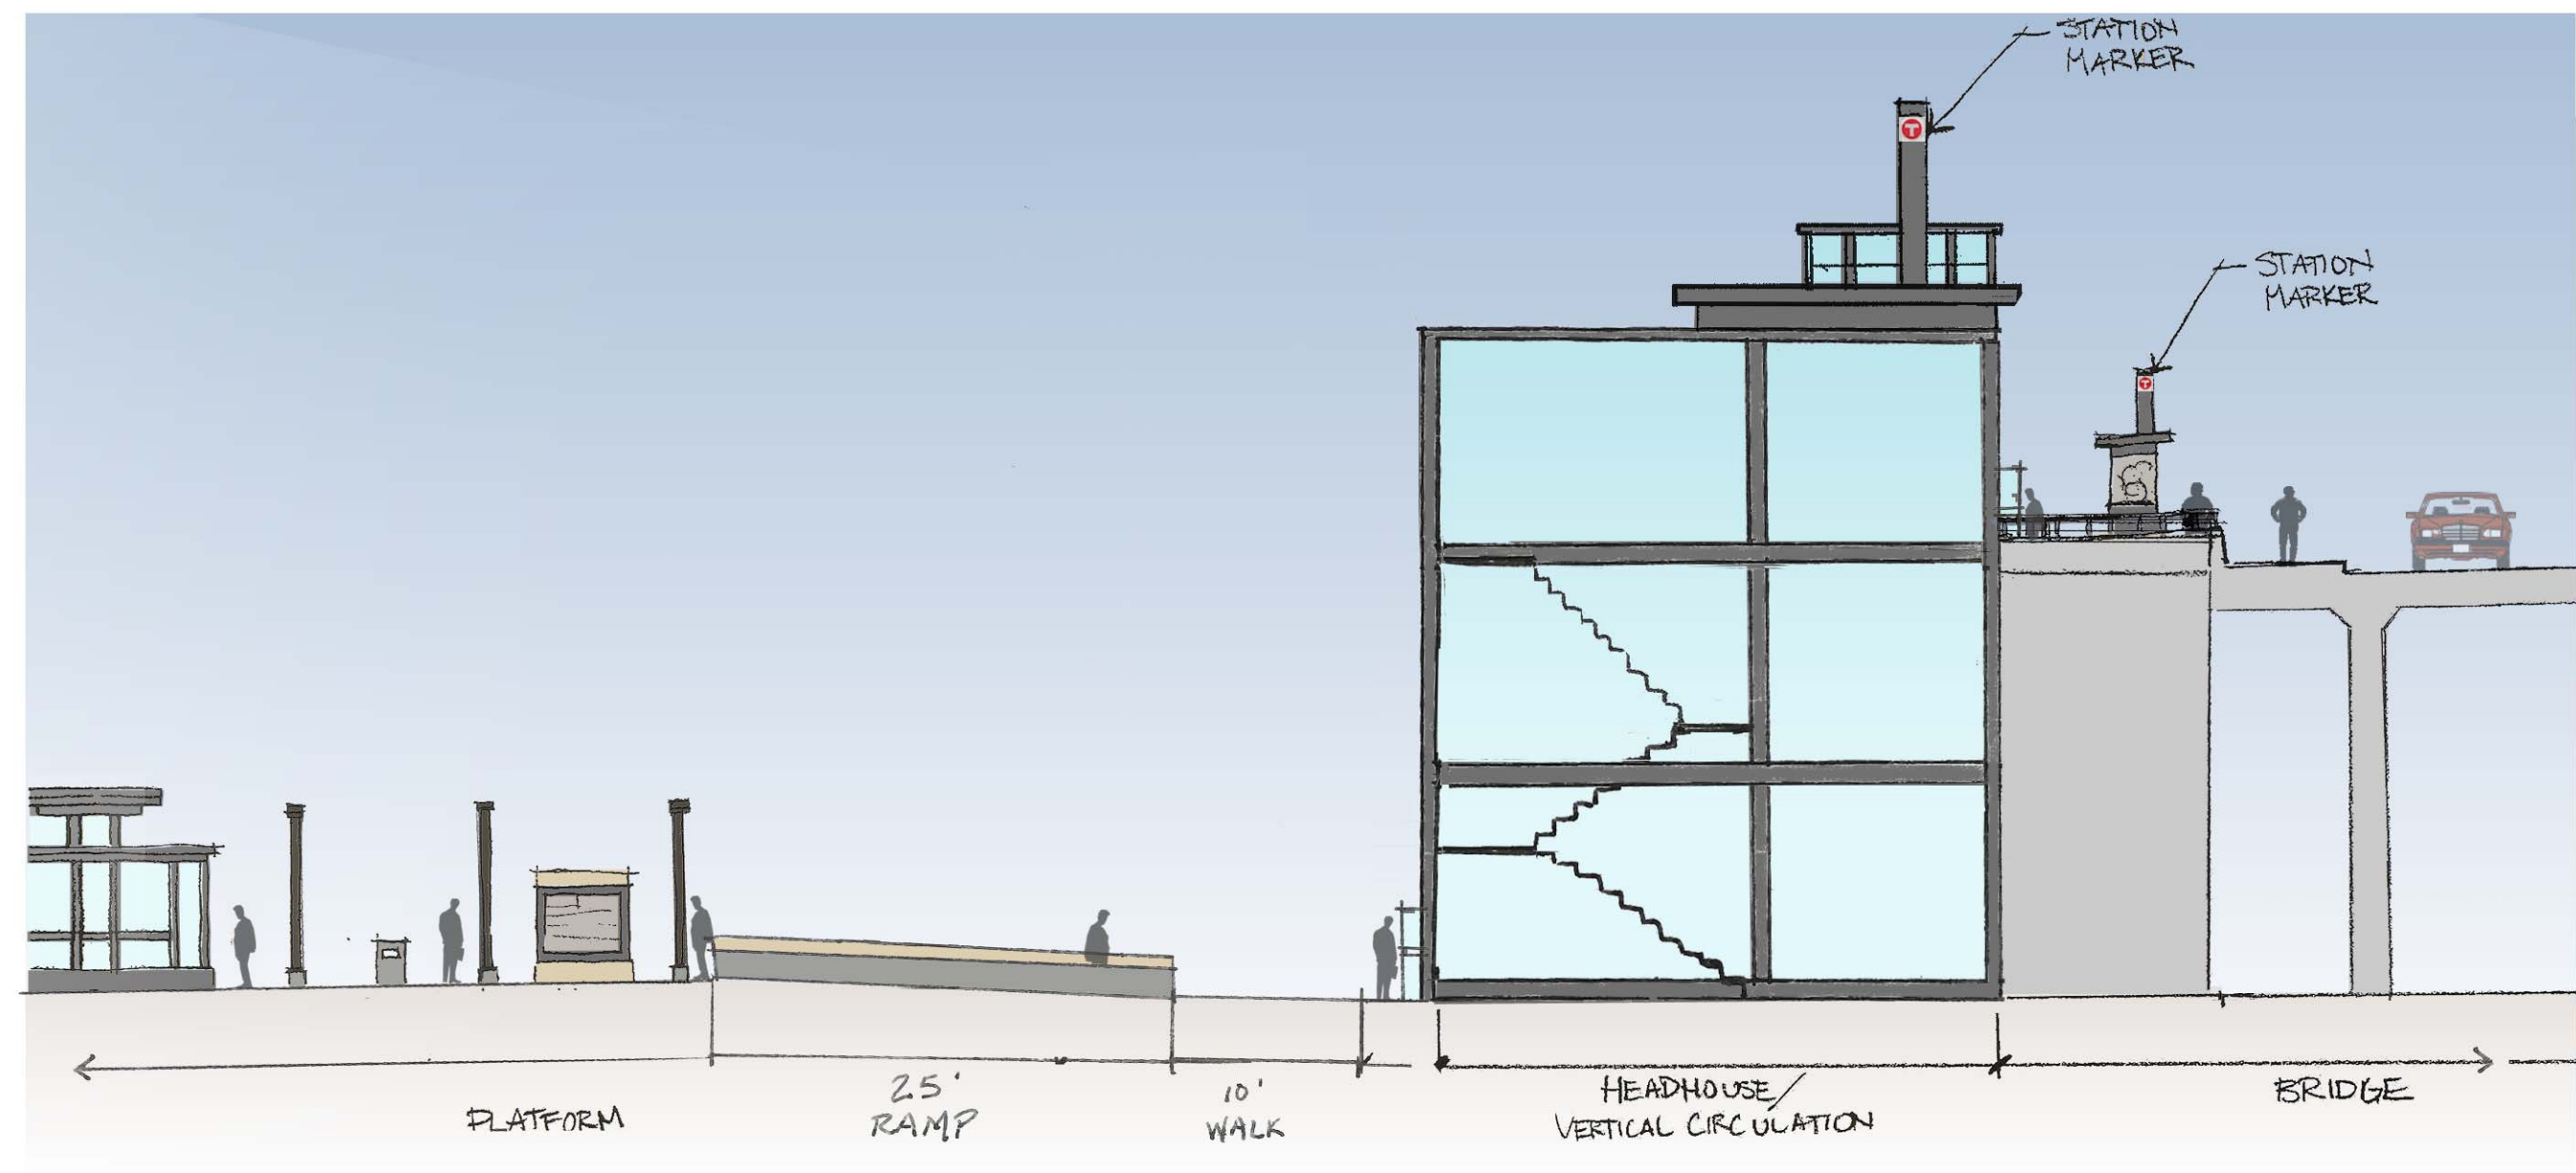 STATION
MARKER
T
STATION
MARKER
T
25'
RAMP
10'
WALK
PLATFORM
HEADHOUSE/
VERTICAL CIRCULATION
BRIDGE